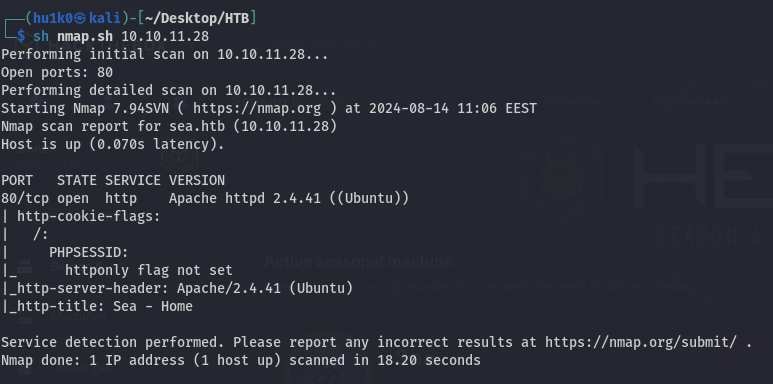 ┌──(hu1k0㉿kali)-[~/Desktop/HTB]
└─$ sh nmap.sh 10.10.11.28
Performing initial scan on 10.10.11.28...
Open ports: 80
Performing detailed scan on 10.10.11.28...
Starting Nmap 7.94SVN ( https://nmap.org ) at 2024-08-14 11:06 EEST
Nmap scan report for sea.htb (10.10.11.28)
Host is up (0.070s latency).

PORT   STATE SERVICE VERSION
80/tcp open  http    Apache httpd 2.4.41 ((Ubuntu))
| http-cookie-flags:
|   /:
|     PHPSESSID:
|_      httponly flag not set
|_http-server-header: Apache/2.4.41 (Ubuntu)
|_http-title: Sea - Home
HE
SEASON 6
Active seasonal machine

Service detection performed. Please report any incorrect results at https://nmap.org/submit/ .
Nmap done: 1 IP address (1 host up) scanned in 18.20 seconds